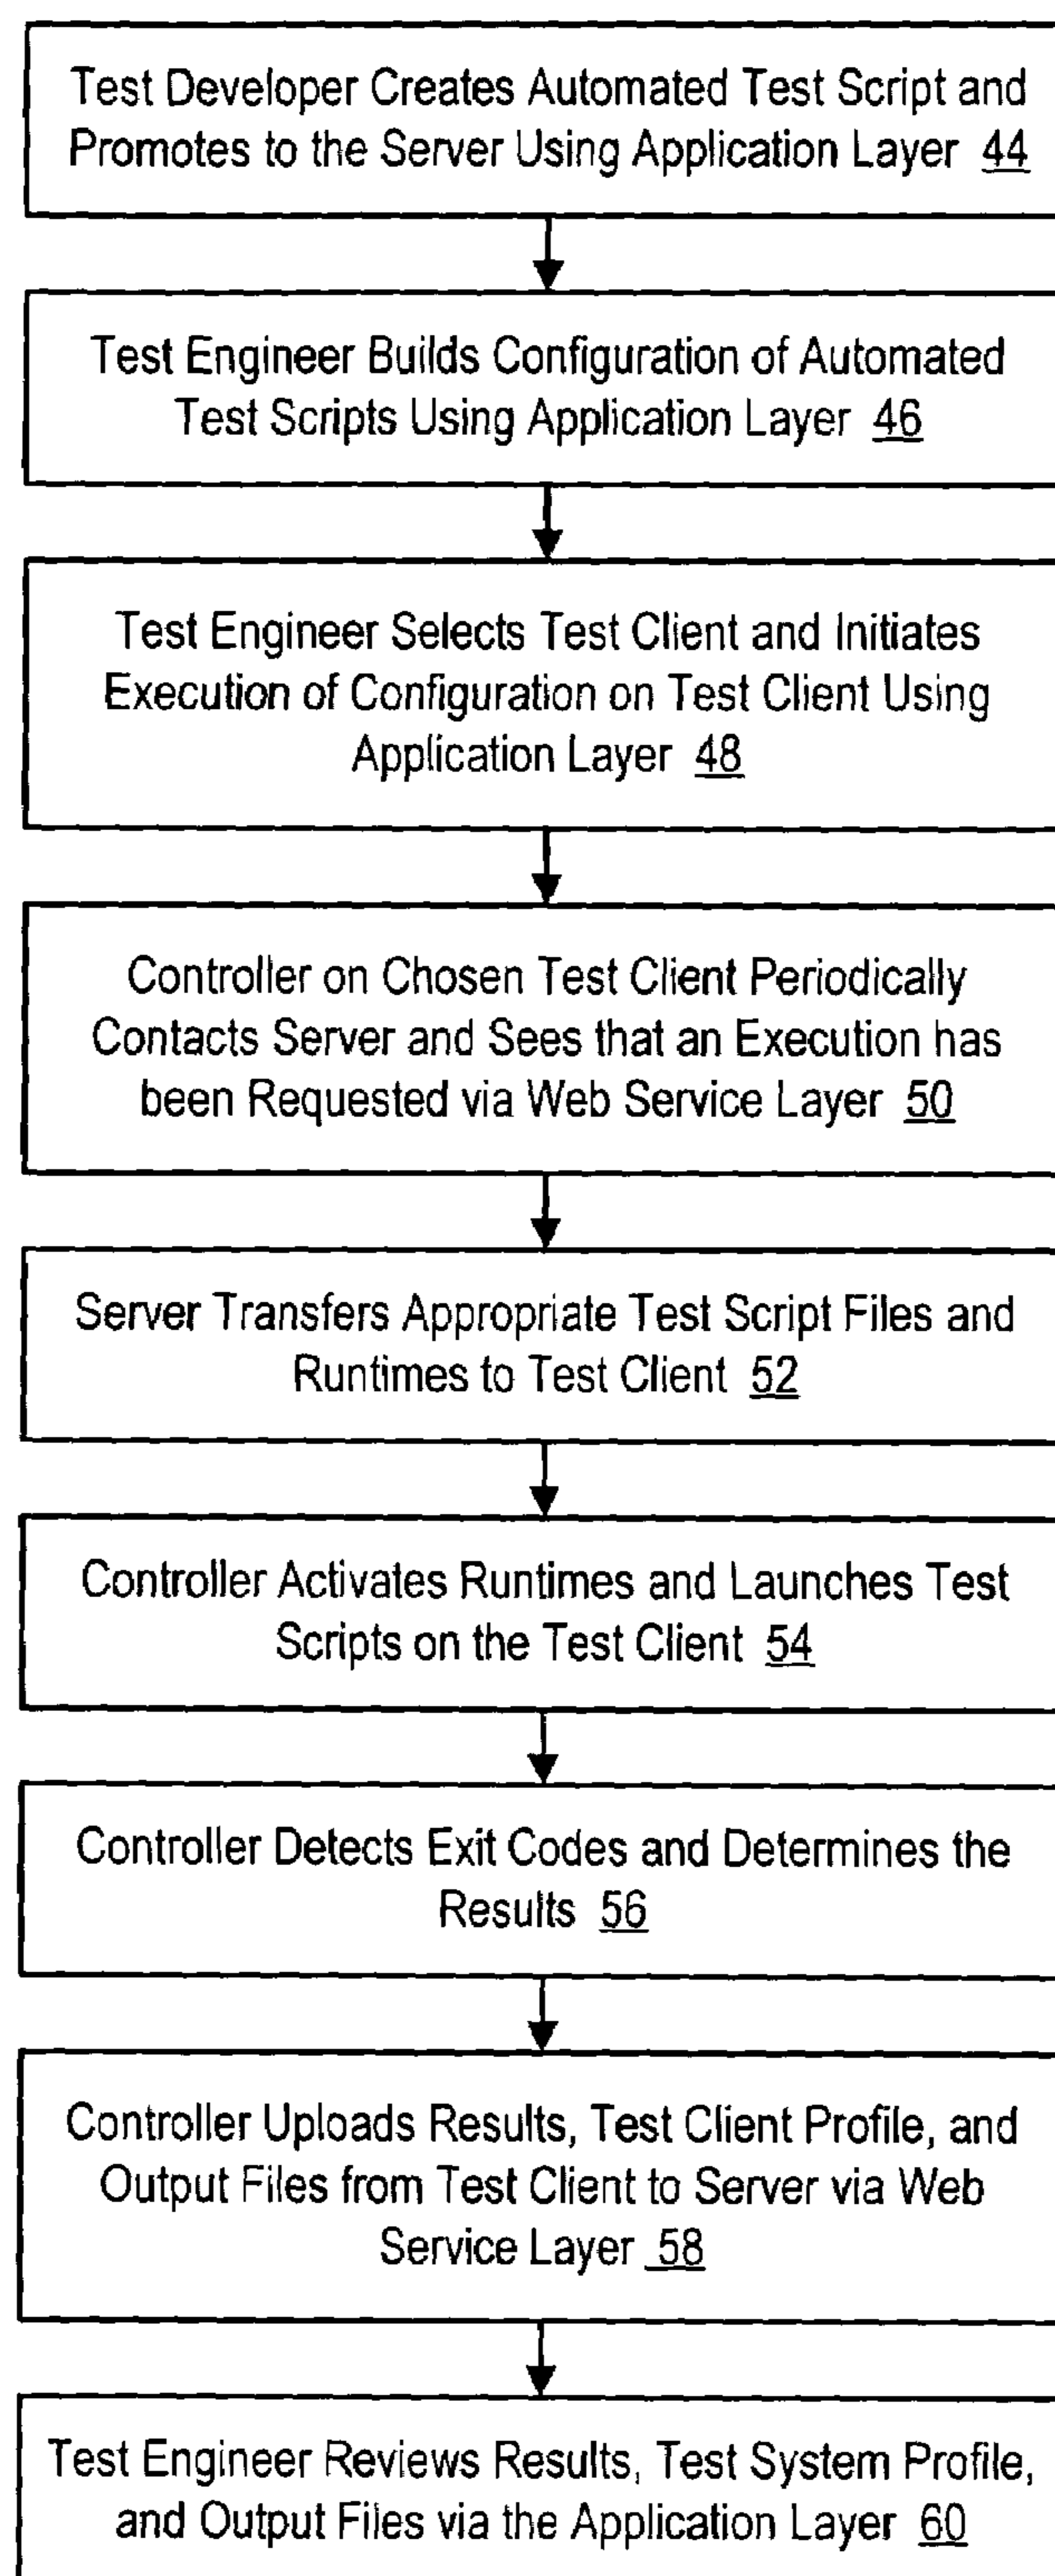 Test Developer Creates Automated Test Script and
Promotes to the Server Using Application Layer 44
Test Engineer Builds Configuration of Automated
Test Scripts Using Application Layer 46
Test Engineer Selects Test Client and Initiates
Execution of Configuration on Test Client Using
Application Layer 48
Controller on Chosen Test Client Periodically
Contacts Server and Sees that an Execution has
been Requested via Web Service Layer 50
Server Transfers Appropriate Test Script Files and
Runtimes to Test Client 52
Controller Activates Runtimes and Launches Test
Scripts on the Test Client 54
Controller Detects Exit Codes and Determines the
Results 56
Controller Uploads Results, Test Client Profile, and
Output Files from Test Client to Server via Web
Service Layer 58
Test Engineer Reviews Results, Test System Profile,
and Output Files via the Application Layer 60